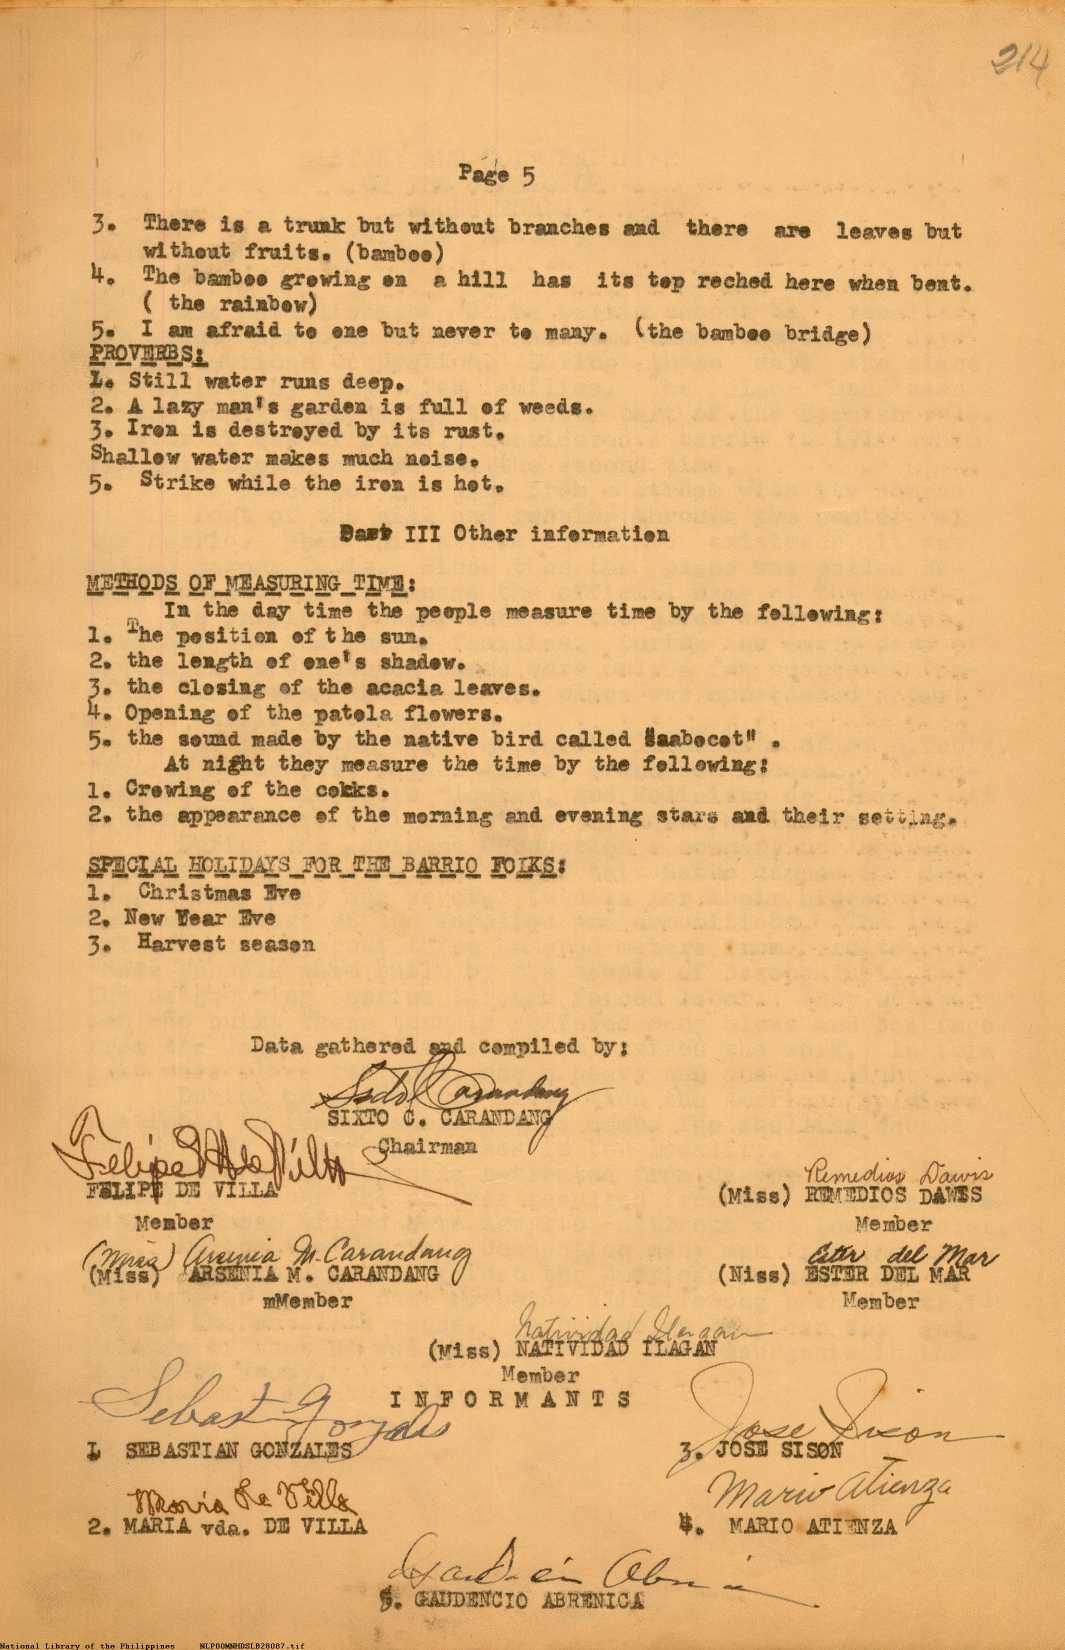 214
Page 5
3. There is a trunk but without branches and there are leaves but
without fruits. (bamboo)
4. The bamboo growing on a hill has its top reched here when bent.
( the rainbow)
5. I am afraid to one but never to many. (the bamboo bridge)
PROVERBS:
1. Still water runs deep.
2. A lazy man's garden is full of weeds.
3. Iron is destroyed by its rust.
Shallow water makes much noise.
5. Strike while the iron is hot.
Part III Other information
METHODS OF MEASURING TIME:
In the day time the people measure time by the following:
1. The position of the sun.
2. the length of one's shadow.
3. the closing of the acacia leaves.
4. Opening of the patola flowers.
5. the sound made by the native bird called "saabocot" .
At night they measure the time by the following:
1. Crowing of the cokks.
2. the appearance of the morning and evening stars and their setting.
SPECIAL HOLIDAYS FOR THE BARRIO FOLKS:
1. Christmas Eve
2. New Year Eve
3. Harvest season
Data gathered and compiled by:
Sixto C. Carandang
SIXTO C. CARANDANG
Chairman
Felipe de Villa
FELIPE DE VILLA
Member
Remedios Dawis
(Miss) REMEDIOS DAWIS
Member
(Miss) Arsenia M. Carandang
(Miss) ARSENIA M. CARANDANG
mMember
Ester del Mar
(Niss) ESTER DEL MAR
Member
Natividad Ilagan
(Miss) NATIVIDAD ILAGAN
Member
INFORMANTS
Sebastian Gonzales
1 SEBASTIAN GONZALES
Jose Sison
3. JOSE SISON
Maria de Villa
2. MARIA vda. DE VILLA
Mario Atienza
4. MARIO ATIENZA
Gaudencio Abrenica
5. GAUDENCIO ABRENICA
National Library of the Philippines NLPOOMNHDSLB28087.tif